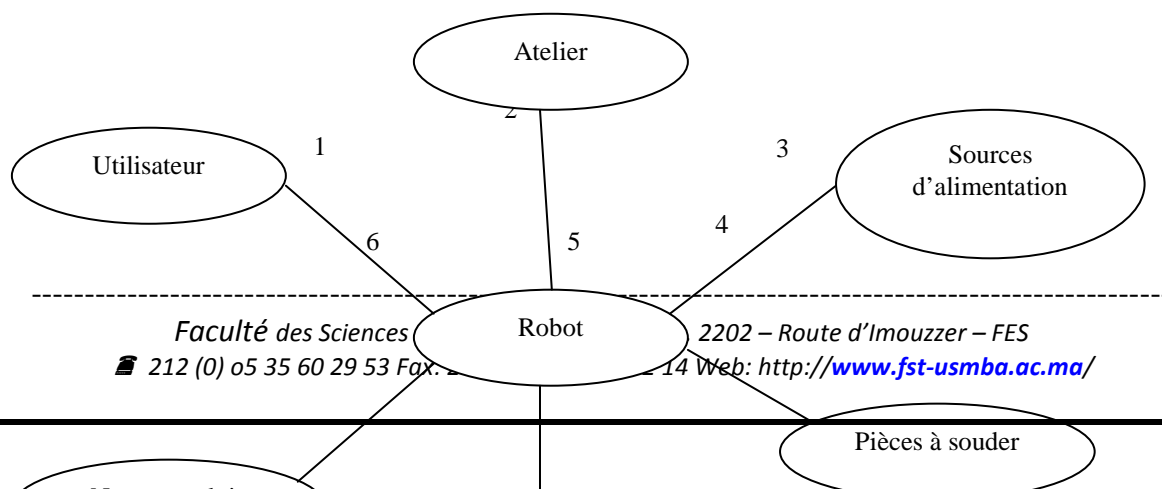 Atelier
2
1
3
Utilisateur
Sources
d'alimentation
4
6
5
Robot
Faculté des Sciences
2202 – Route d'Imouzzer – FES
☎ 212 (0) o5 35 60 29 53 Fax:
14 Web: http://www.fst-usmba.ac.ma/
Pièces à souder